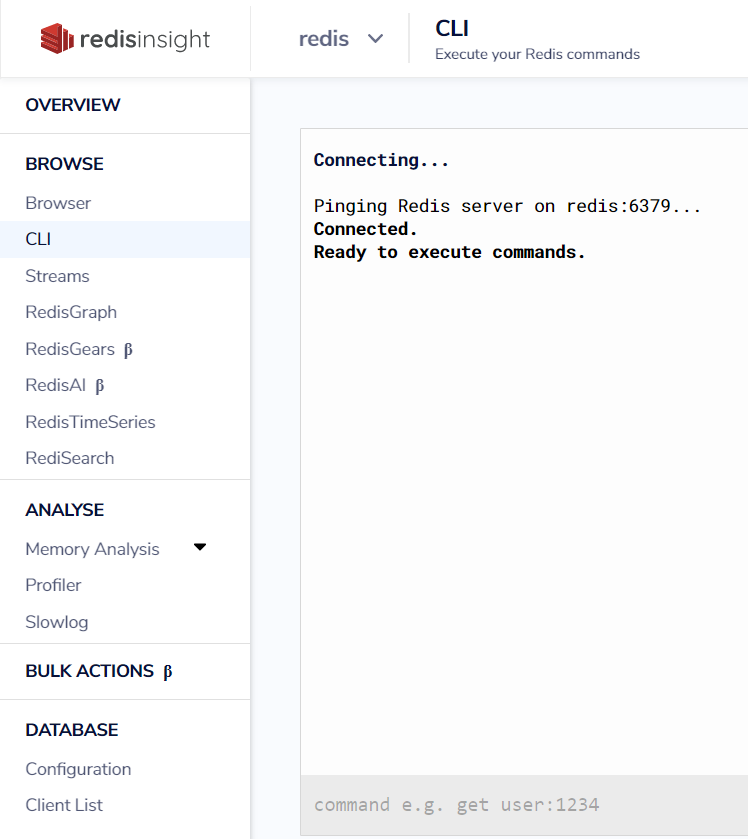 redisinsight
redis
CLI
Execute your Redis commands
OVERVIEW
BROWSE
Browser
CLI
Streams
RedisGraph
RedisGears β
RedisAI β
RedisTimeSeries
RediSearch
ANALYSE
Memory Analysis
Profiler
Slowlog
BULK ACTIONS β
DATABASE
Configuration
Client List
Connecting...
Pinging Redis server on redis:6379...
Connected.
Ready to execute commands.
command e.g. get user:1234